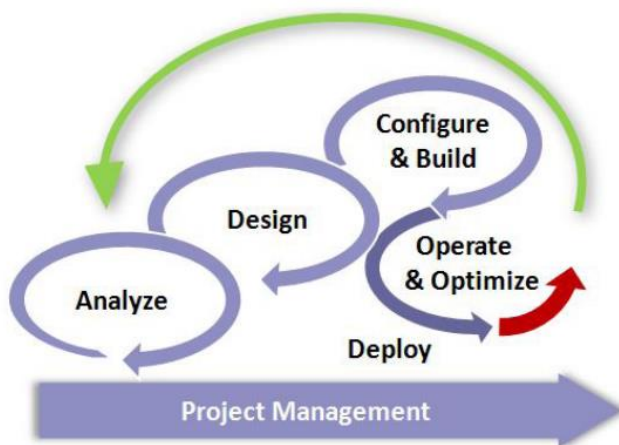 Configure
& Build
Design
Operate
& Optimize
Analyze
Deploy
Project Management